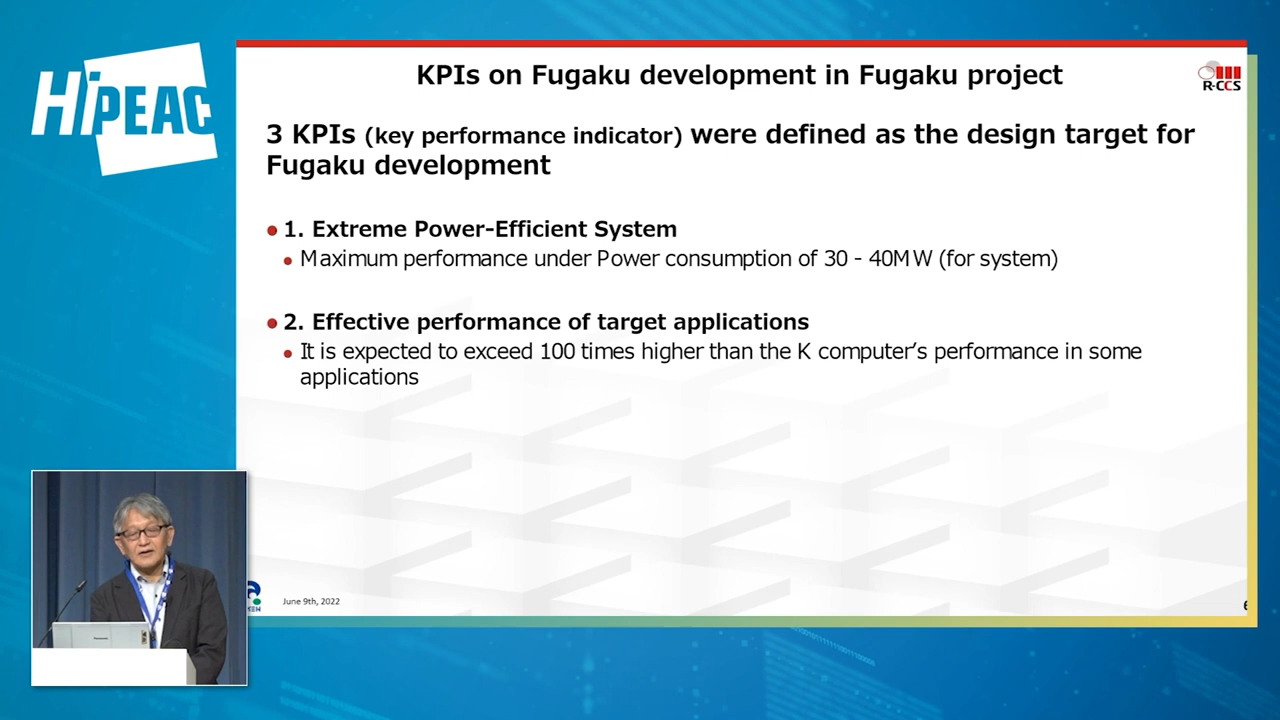 HiPEAC
KPIs on Fugaku development in Fugaku project
R-CCS
3 KPIs (key performance indicator) were defined as the design target for
Fugaku development
1. Extreme Power-Efficient System
Maximum performance under Power consumption of 30 - 40MW (for system)
2. Effective performance of target applications
It is expected to exceed 100 times higher than the K computer's performance in some
applications
June 9th, 2022